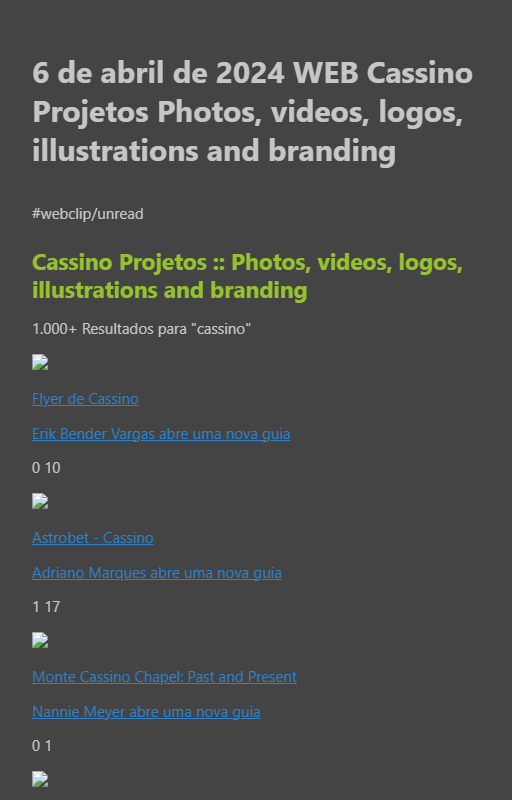 6 de abril de 2024 WEB Cassino
Projetos Photos, videos, logos,
illustrations and branding
#webclip/unread
Cassino Projetos :: Photos, videos, logos,
illustrations and branding
1.000+ Resultados para "cassino"
Flyer de Cassino
Erik Bender Vargas abre uma nova guia
0 10
Astrobet - Cassino
Adriano Marques abre uma nova guia
1 17
Monte Cassino Chapel: Past and Present
Nannie Meyer abre uma nova guia
0 1